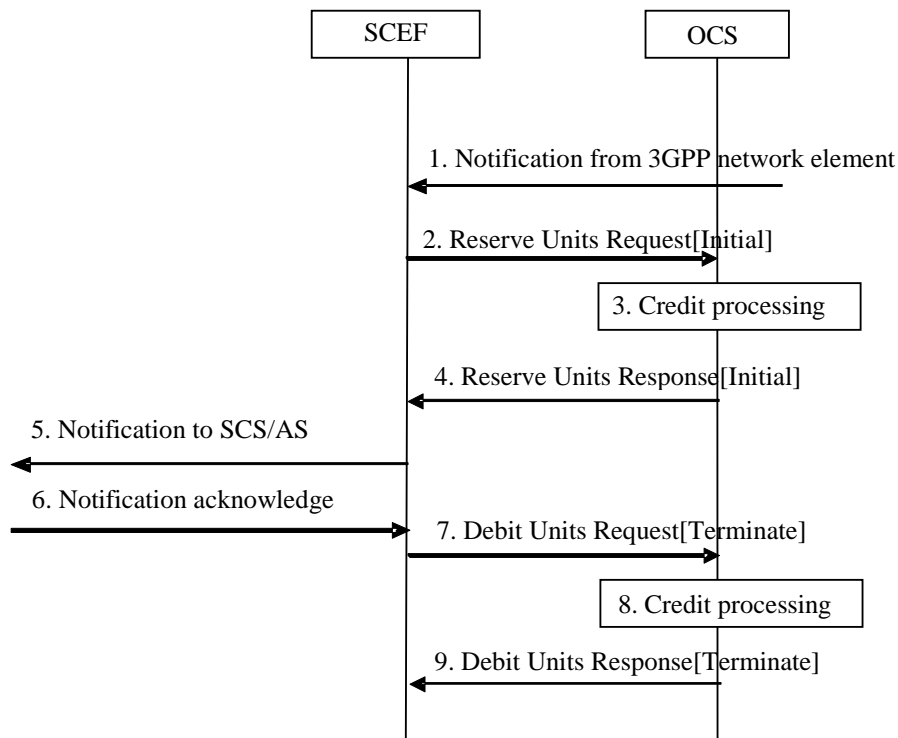 SCEF
OCS
1. Notification from 3GPP network element
2. Reserve Units Request[Initial]
3. Credit processing
4. Reserve Units Response[Initial]
5. Notification to SCS/AS
6. Notification acknowledge
7. Debit Units Request[Terminate]
8. Credit processing
9. Debit Units Response[Terminate]